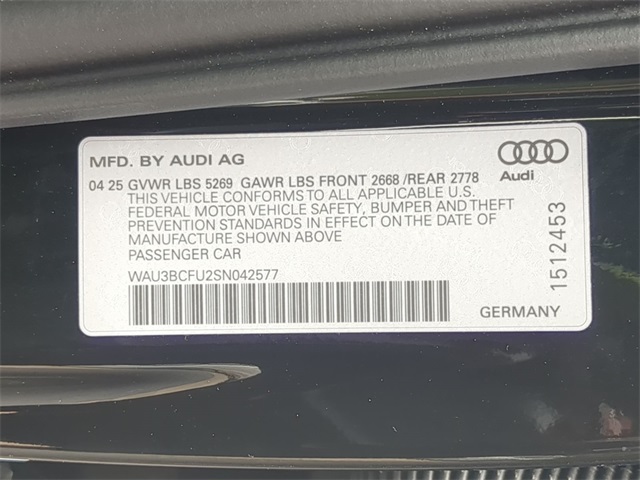 MFD. BY AUDI AG
Audi
04 25 GVWR LBS 5269 GAWR LBS FRONT 2668 /REAR 2778
THIS VEHICLE CONFORMS TO ALL APPLICABLE U.S.
FEDERAL MOTOR VEHICLE SAFETY, BUMPER AND THEFT
PREVENTION STANDARDS IN EFFECT ON THE DATE OF
MANUFACTURE SHOWN ABOVE
PASSENGER CAR
WAU3BCFU2SN042577
1512453
GERMANY